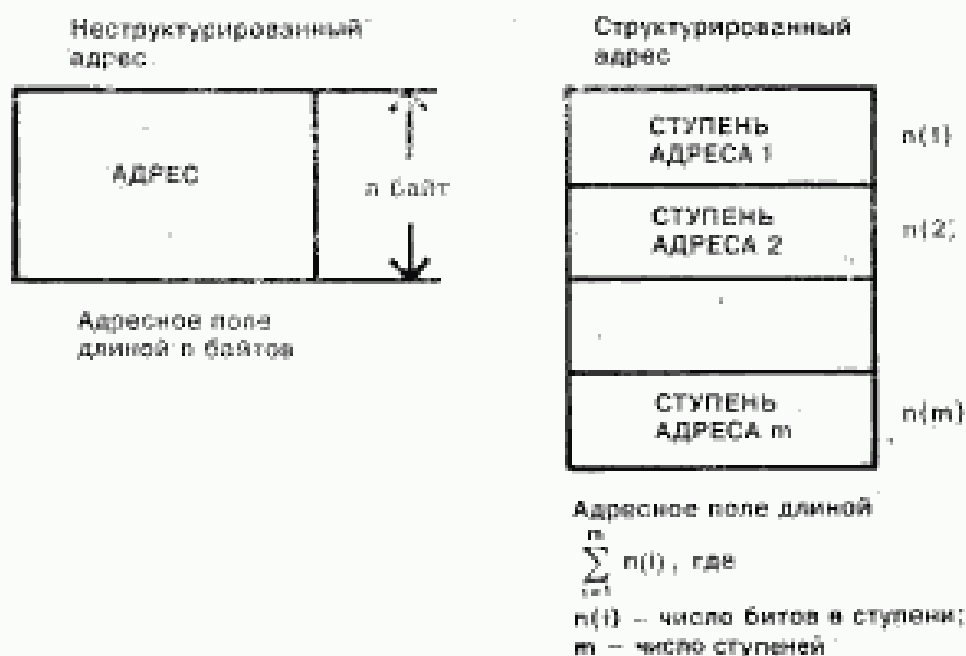 Неструктурированный
адрес
АДРЕС
n байт
Адресное поле
длиной n байтов
Структурированный
адрес
СТУПЕНЬ
АДРЕСА 1
n(1)
СТУПЕНЬ
АДРЕСА 2
n(2)
СТУПЕНЬ
АДРЕСА m
n(m)
Адресное поле длиной
m
∑ n(i), где
i=1
n(i) – число битов в ступени;
m – число ступеней